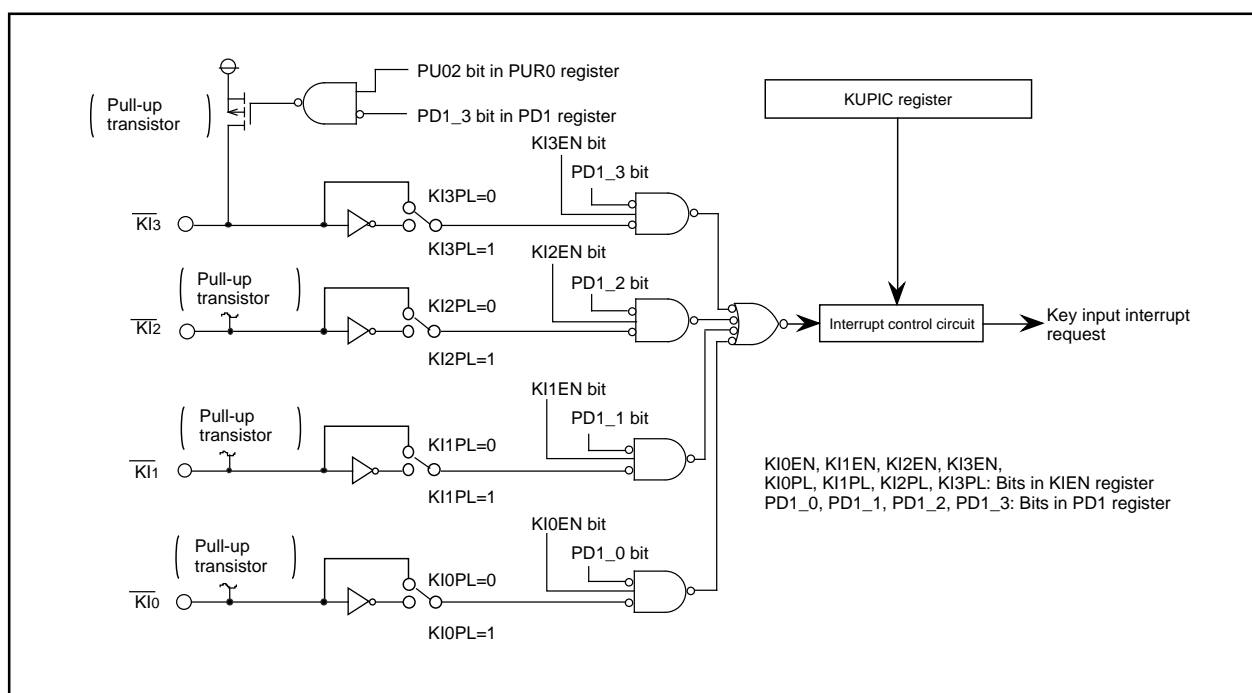 PU02 bit in PUR0 register
PD1_3 bit in PD1 register
Pull-up
transistor
KUPIC register
KI3EN bit
PD1_3 bit
KI3PL=0
KI3
KI3PL=1
KI2EN bit
Pull-up
transistor
PD1_2 bit
KI2PL=0
KI2
KI2PL=1
Interrupt control circuit
Key input interrupt
request
KI1EN bit
Pull-up
transistor
PD1_1 bit
KI1PL=0
KI1
KI1PL=1
KI0EN, KI1EN, KI2EN, KI3EN,
KI0PL, KI1PL, KI2PL, KI3PL: Bits in KIEN register
PD1_0, PD1_1, PD1_2, PD1_3: Bits in PD1 register
KI0EN bit
Pull-up
transistor
PD1_0 bit
KI0PL=0
KI0
KI0PL=1